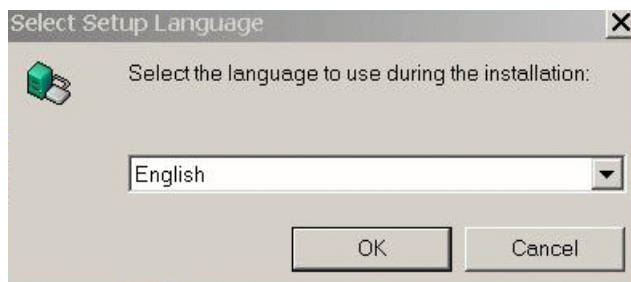 Select Setup Language
Select the language to use during the installation:
English
OK
Cancel